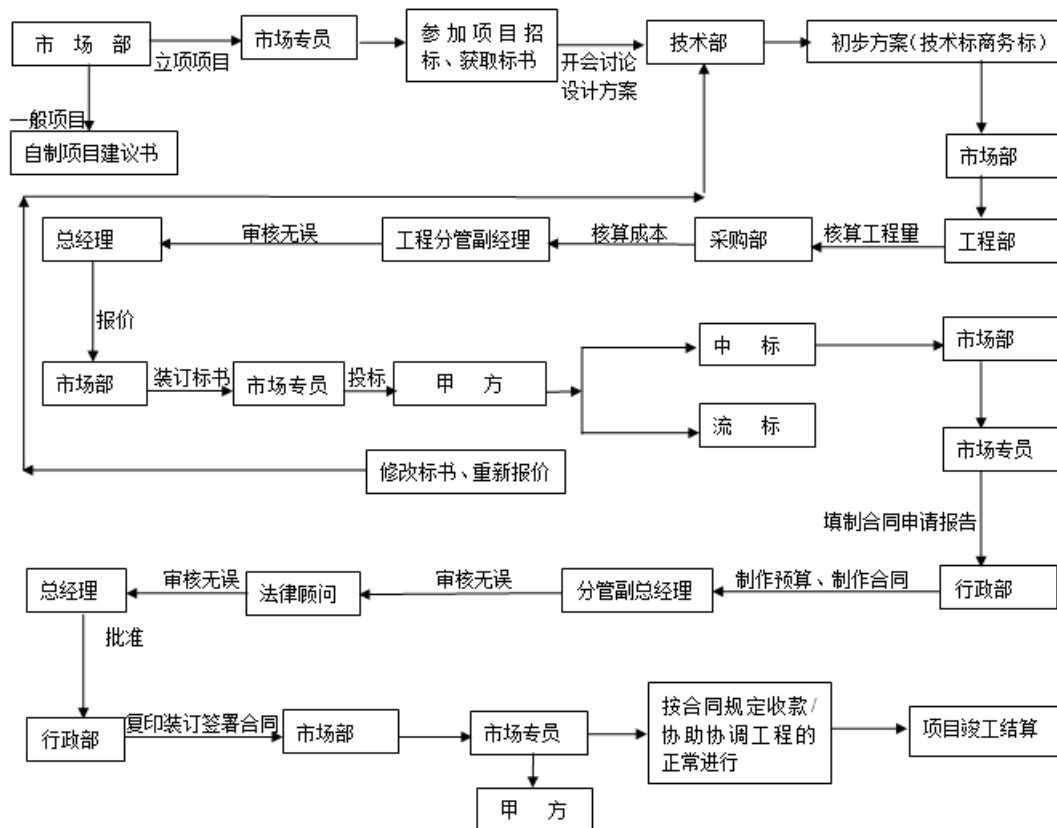 市 场 部
立项项目
市场专员
参加项目招
标、获取标书
开会讨论
设计方案
技术部
初步方案(技术标商务标)
一般项目
自制项目建议书
市场部
总经理
审核无误
工程分管副经理
核算成本
采购部
核算工程量
工程部
报价
市场部
装订标书
市场专员
投标
甲 方
中 标
流 标
市场部
修改标书、重新报价
市场专员
填制合同申请报告
总经理
审核无误
法律顾问
审核无误
分管副总经理
制作预算、制作合同
行政部
批准
行政部
复印装订签署合同
市场部
市场专员
按合同规定收款/
协助协调工程的
正常进行
项目竣工结算
甲 方